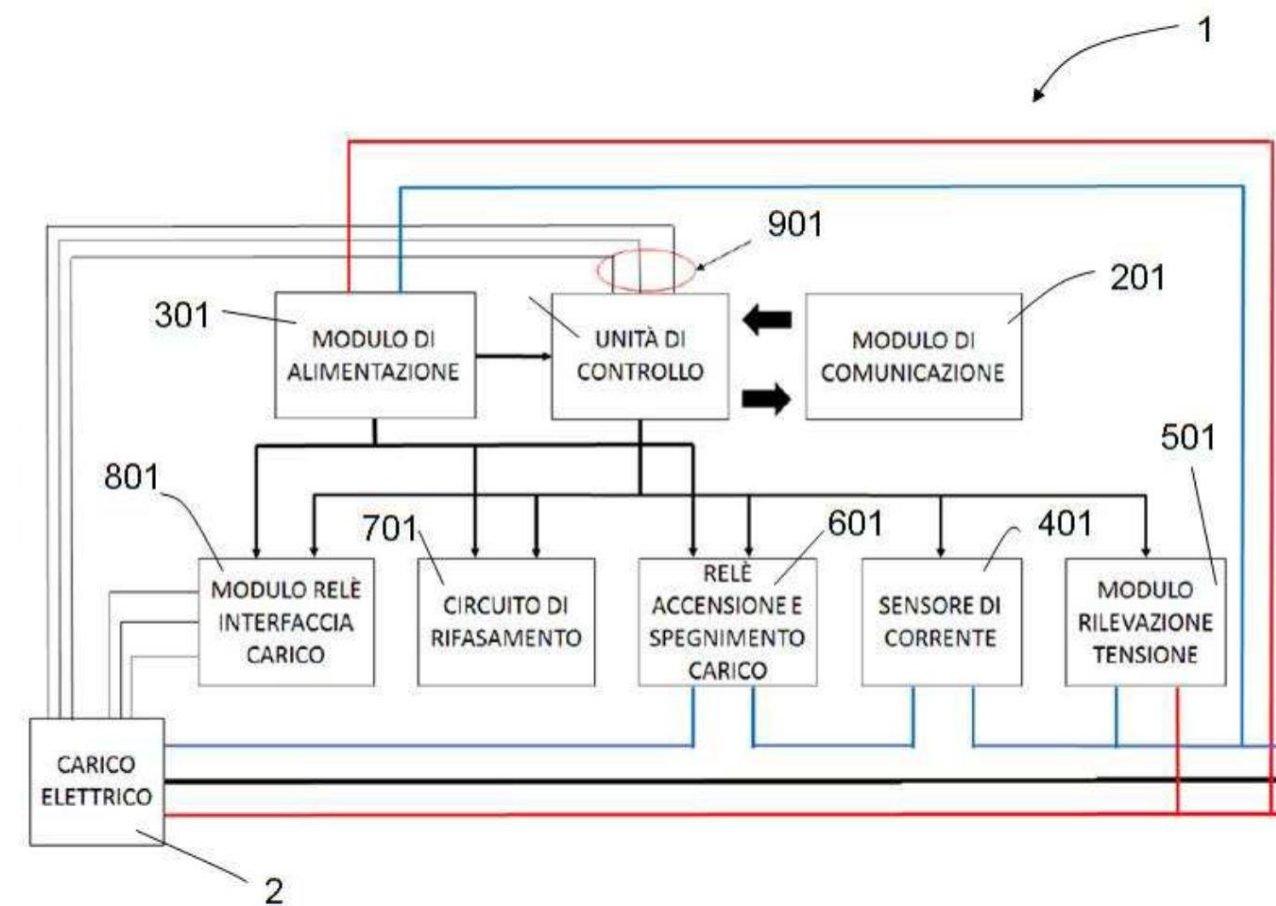 1
901
201
301
MODULO DI
ALIMENTAZIONE
UNITÀ DI
CONTROLLO
MODULO DI
COMUNICAZIONE
501
801
701
601
401
MODULO RELÈ
INTERFACCIA
CARICO
CIRCUITO DI
RIFASAMENTO
RELÈ
ACCENSIONE E
SPEGNIMENTO
CARICO
SENSORE DI
CORRENTE
MODULO
RILEVAZIONE
TENSIONE
CARICO
ELETTRICO
2